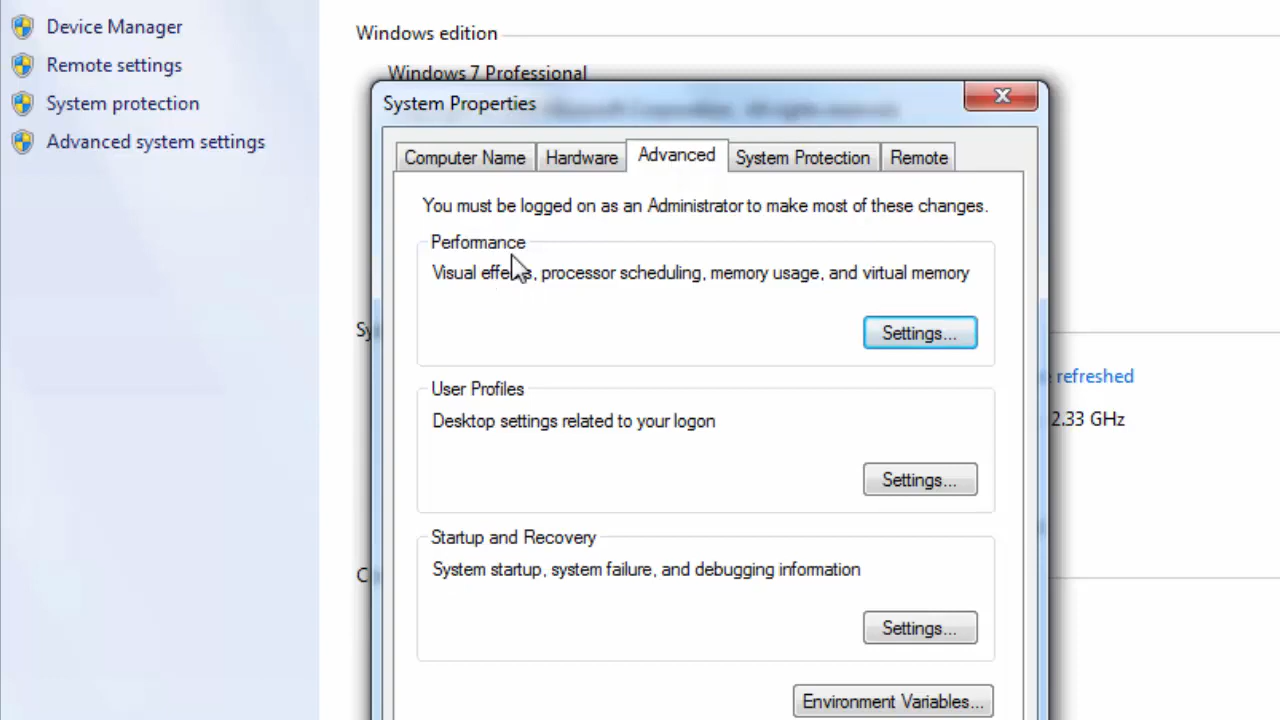 Device Manager
Remote settings
System protection
Advanced system settings
Windows edition
Windows 7 Professional
System Properties
Computer Name
Hardware
Advanced
System Protection
Remote
You must be logged on as an Administrator to make most of these changes.
Performance
Visual effects, processor scheduling, memory usage, and virtual memory
Settings...
User Profiles
Desktop settings related to your logon
Settings...
Startup and Recovery
System startup, system failure, and debugging information
Settings...
Environment Variables...
refreshed
2.33 GHz